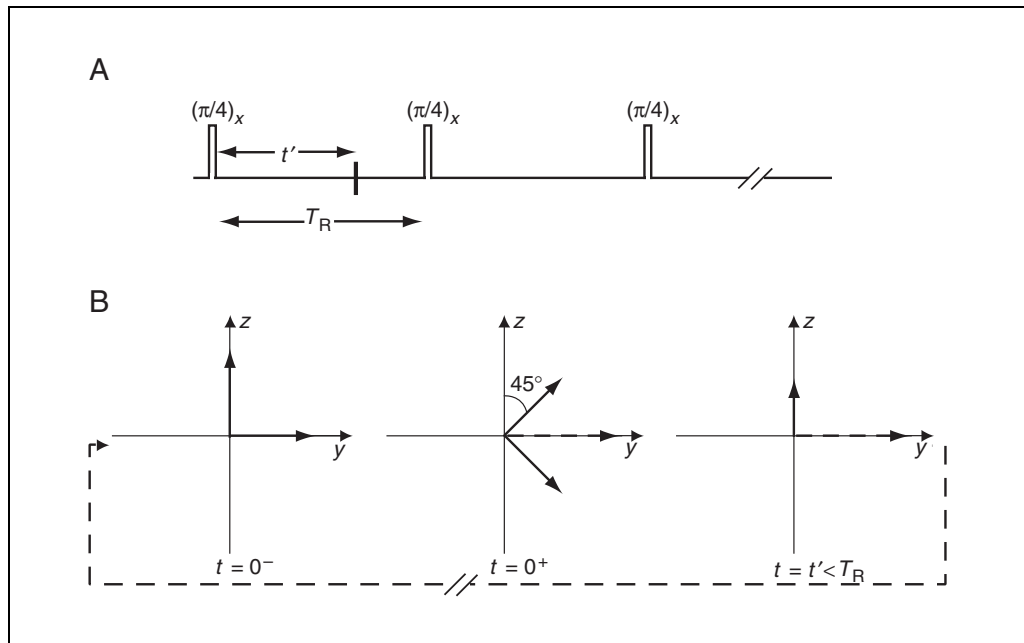 A
(π/4)x (π/4)x (π/4)x
t′
TR
B
z z z
45°
y y y
t = 0⁻ t = 0⁺ t = t′< TR